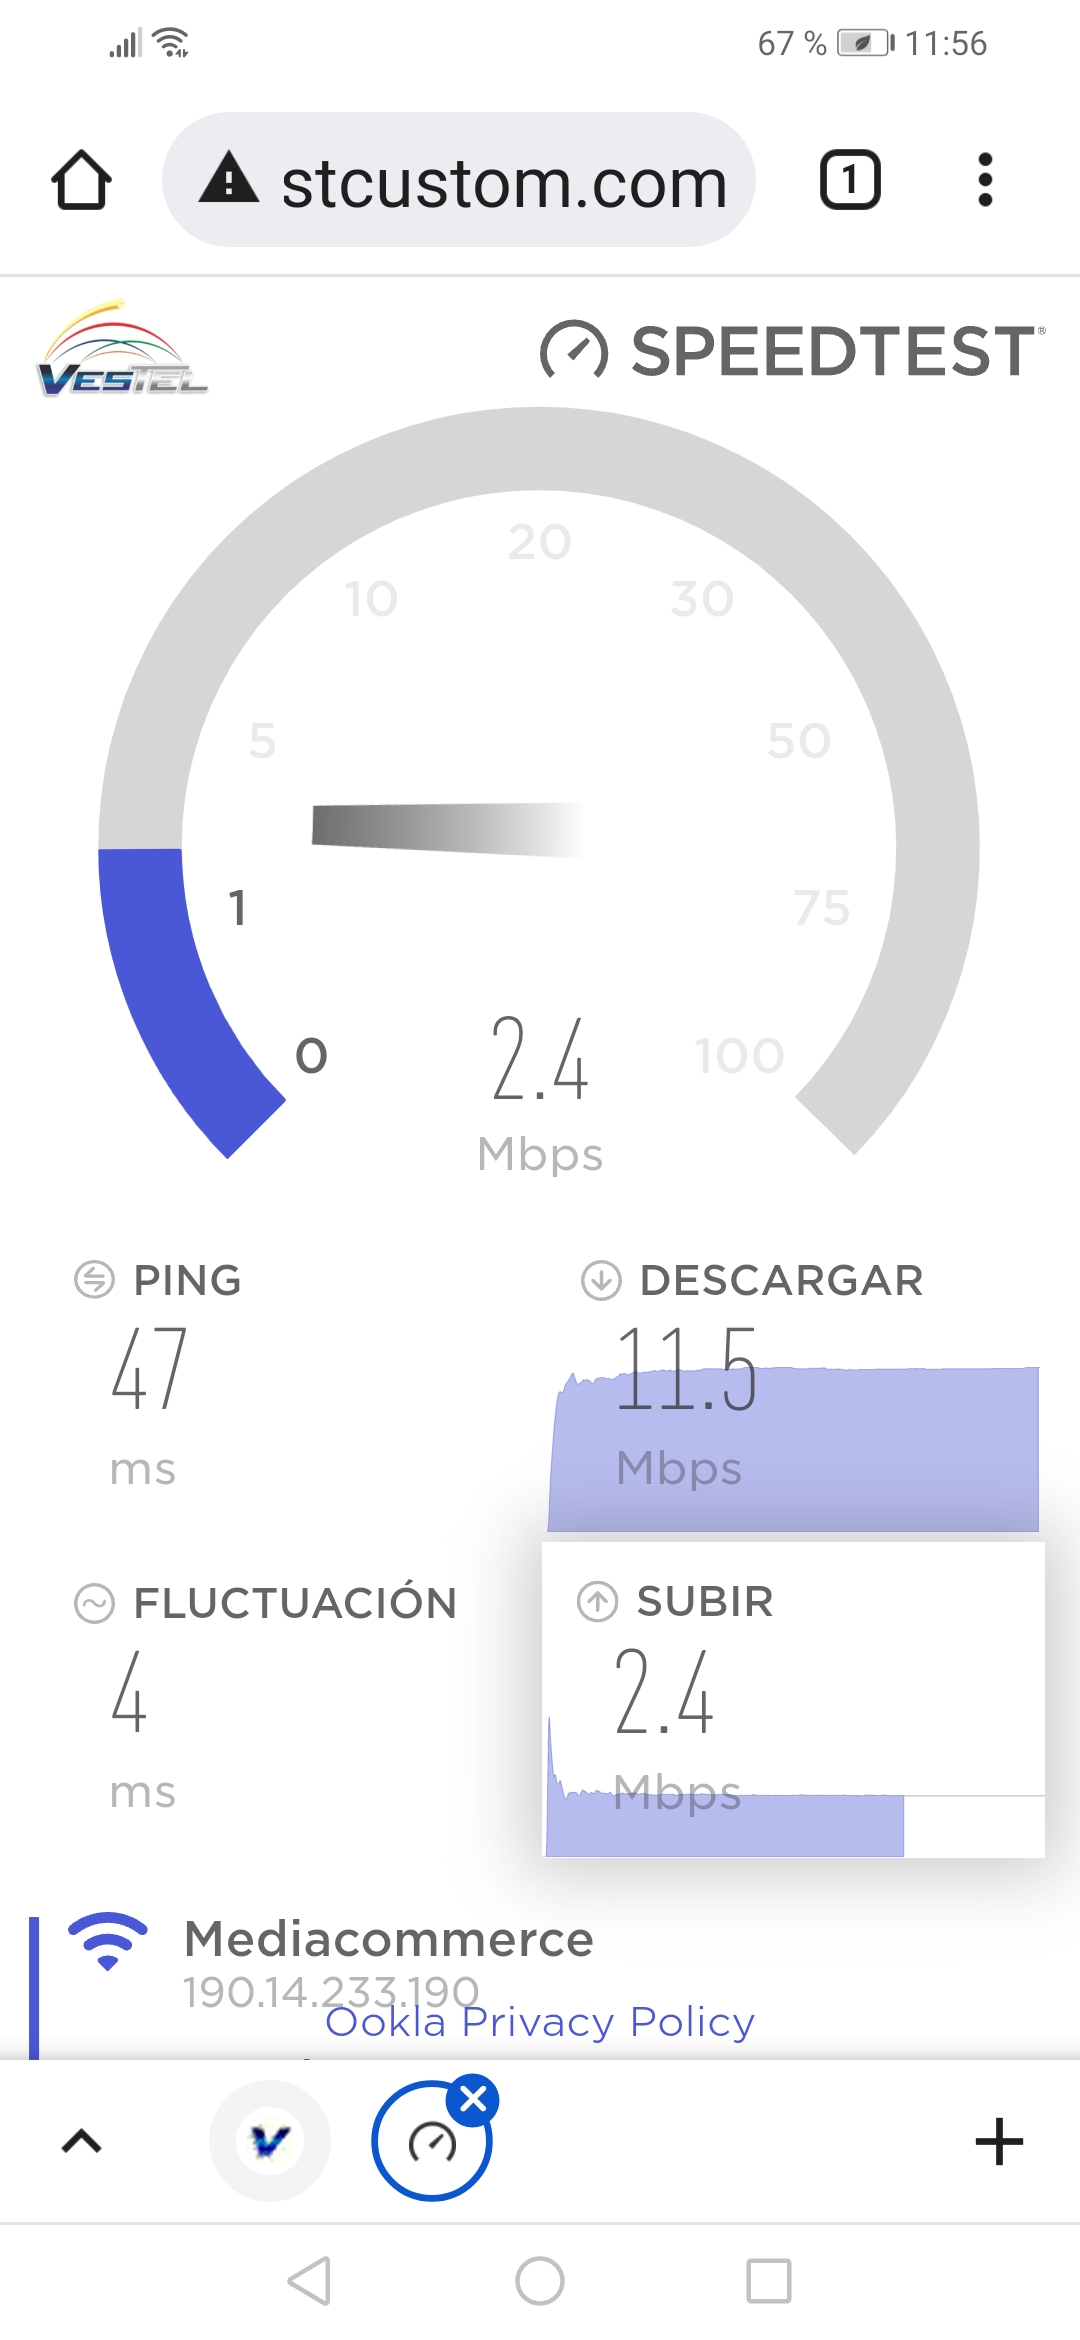 67 % 11:56
stcustom.com
1
VESTEL
SPEEDTEST®
20
10 30
5 50
1 75
0 100
2.4
Mbps
PING DESCARGAR
47 11.5
ms Mbps
FLUCTUACIÓN SUBIR
4 2.4
ms Mbps
Mediacommerce
190.14.233.190
Ookla Privacy Policy
V